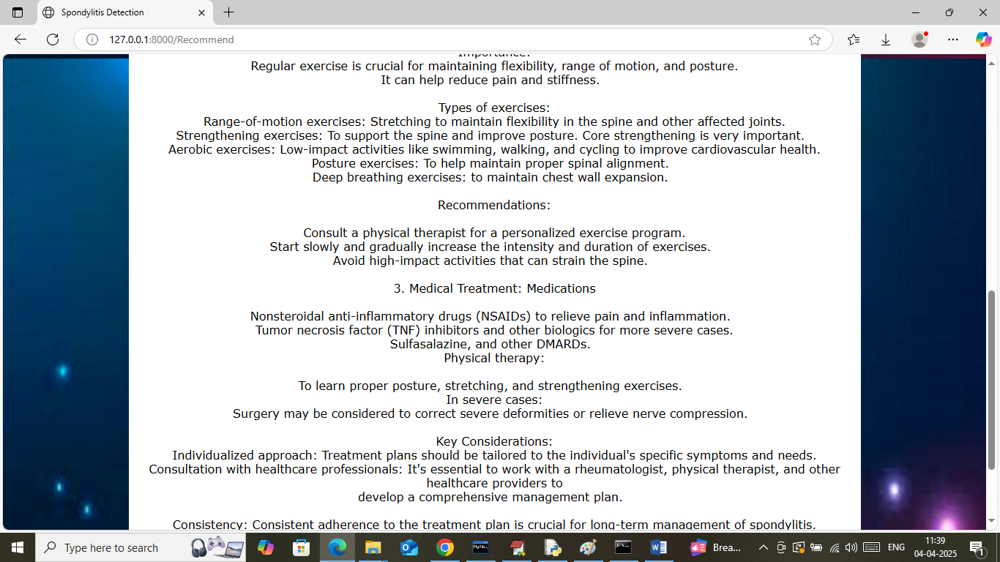 Spondylitis Detection
127.0.0.1:8000/Recommend
Importance:
Regular exercise is crucial for maintaining flexibility, range of motion, and posture.
It can help reduce pain and stiffness.
Types of exercises:
Range-of-motion exercises: Stretching to maintain flexibility in the spine and other affected joints.
Strengthening exercises: To support the spine and improve posture. Core strengthening is very important.
Aerobic exercises: Low-impact activities like swimming, walking, and cycling to improve cardiovascular health.
Posture exercises: To help maintain proper spinal alignment.
Deep breathing exercises: to maintain chest wall expansion.
Recommendations:
Consult a physical therapist for a personalized exercise program.
Start slowly and gradually increase the intensity and duration of exercises.
Avoid high-impact activities that can strain the spine.
3. Medical Treatment: Medications
Nonsteroidal anti-inflammatory drugs (NSAIDs) to relieve pain and inflammation.
Tumor necrosis factor (TNF) inhibitors and other biologics for more severe cases.
Sulfasalazine, and other DMARDs.
Physical therapy:
To learn proper posture, stretching, and strengthening exercises.
In severe cases:
Surgery may be considered to correct severe deformities or relieve nerve compression.
Key Considerations:
Individualized approach: Treatment plans should be tailored to the individual's specific symptoms and needs.
Consultation with healthcare professionals: It's essential to work with a rheumatologist, physical therapist, and other
healthcare providers to
develop a comprehensive management plan.
Consistency: Consistent adherence to the treatment plan is crucial for long-term management of spondylitis.
Type here to search
Brea...
ENG
11:39
04-04-2025
1